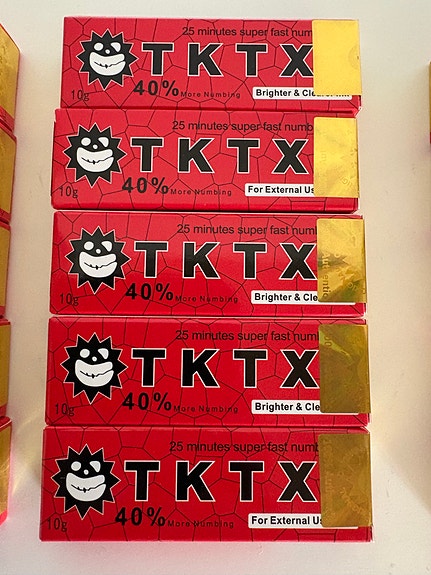 25 minutes super fast numb
TKTX
40% More Numbing
10g
Brighter & Clearer Ink
25 minutes super fast numb
TKTX
40% More Numbing
10g
For External Us
25 minutes super fast numb
TKTX
40% More Numbing
10g
Brighter & Cle
Authentic
25 minutes super fast numb
TKTX
40% More Numbing
10g
Brighter & Cle
25 minutes super fast numb
TKTX
40% More Numbing
10g
For External Us